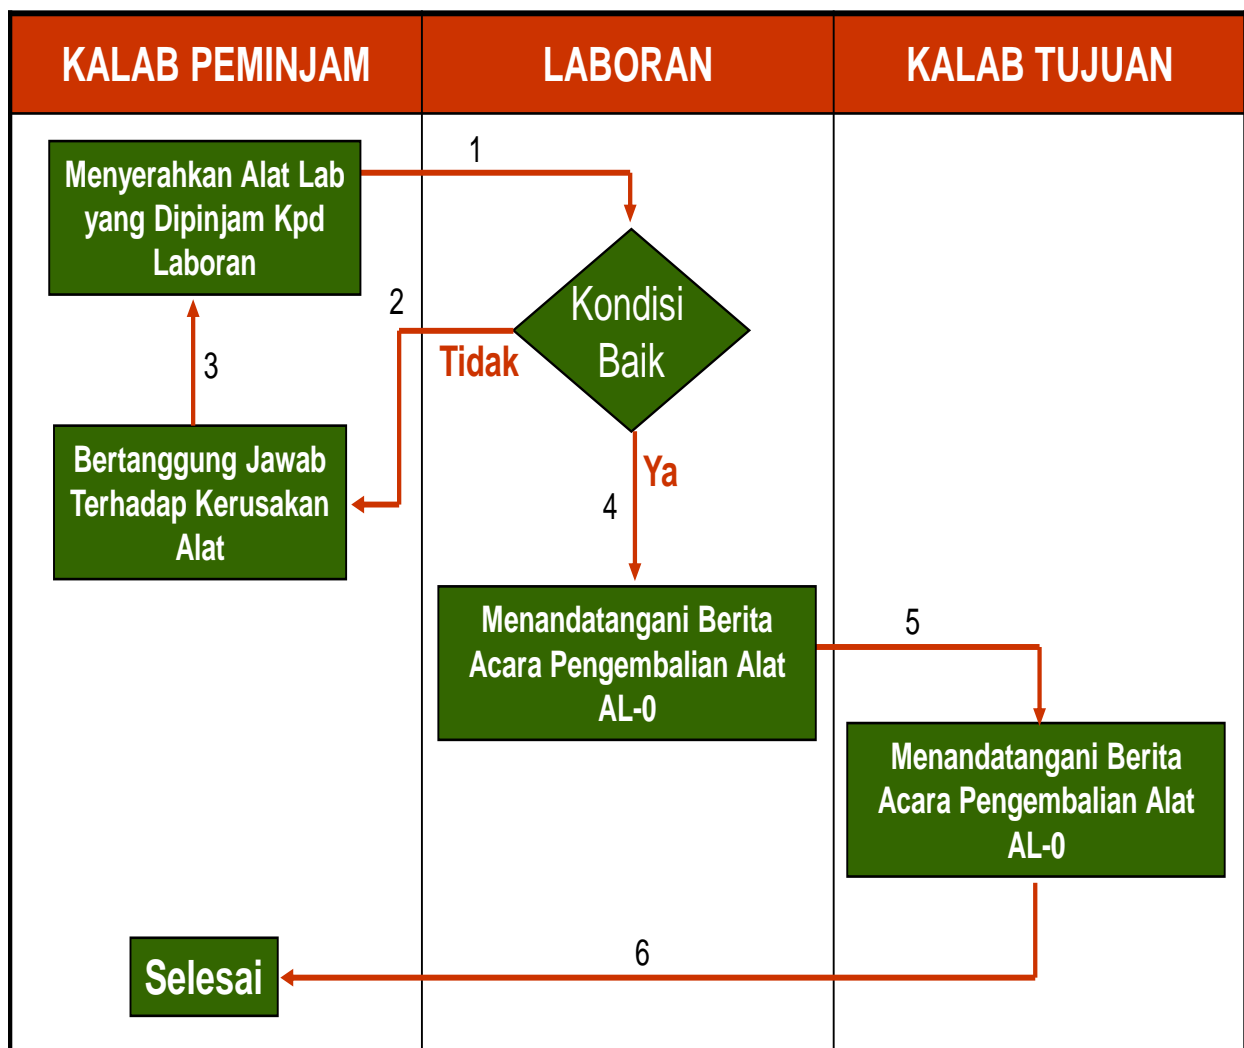 KALAB PEMINJAM
LABORAN
KALAB TUJUAN
Menyerahkan Alat Lab
yang Dipinjam Kpd
Laboran
1
Kondisi
Baik
2
Tidak
3
Bertanggung Jawab
Terhadap Kerusakan
Alat
Ya
4
Menandatangani Berita
Acara Pengembalian Alat
AL-0
5
Menandatangani Berita
Acara Pengembalian Alat
AL-0
6
Selesai